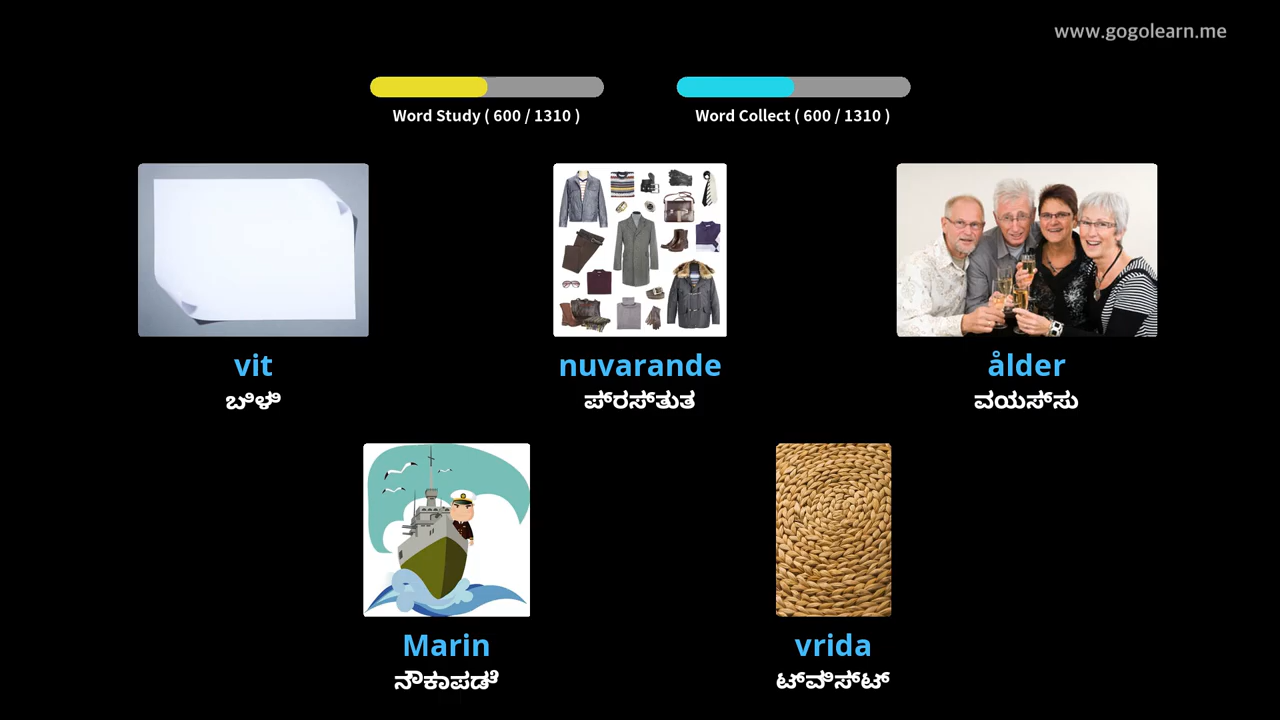 www.gogolearn.me
Word Study ( 600 / 1310 )
Word Collect ( 600 / 1310 )
vit
ಬಿಳಿ
nuvarande
ಪ್ರಸ್ತುತ
ålder
ವಯಸ್ಸು
Marin
ನೌಕಾಪಡೆ
vrida
ಟ್ವಿಸ್ಟ್